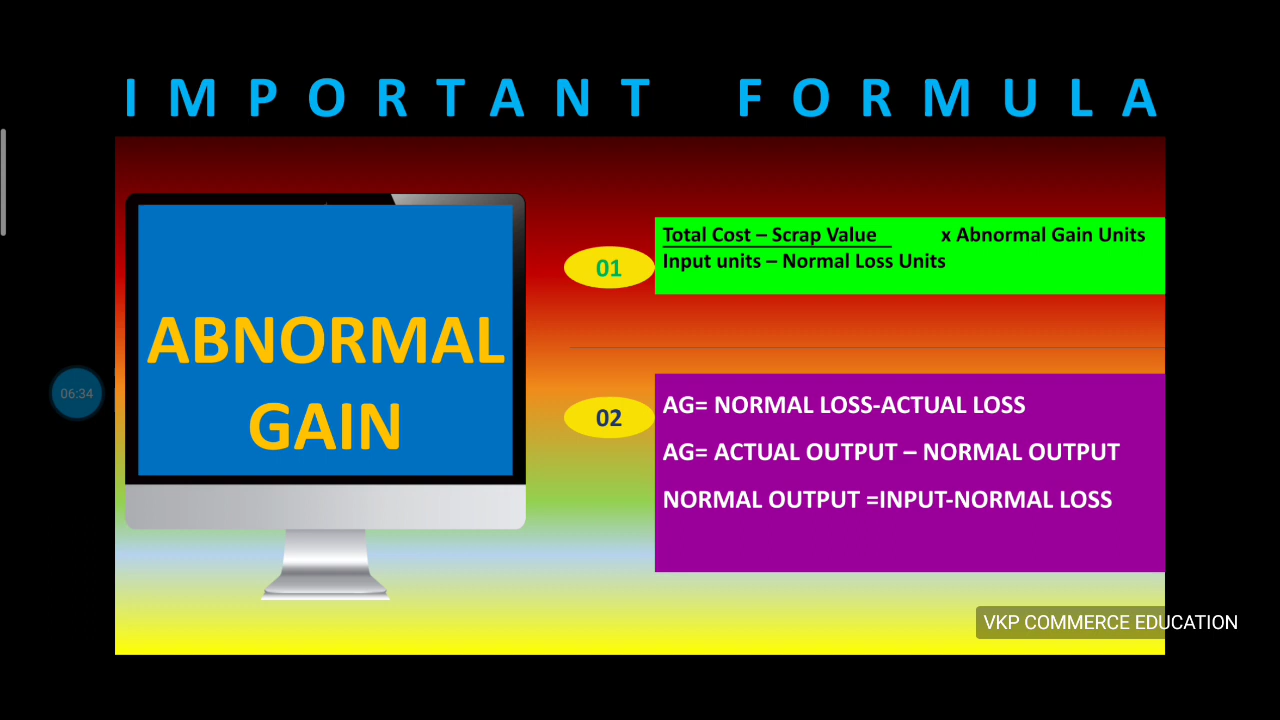 IMPORTANT FORMULA
ABNORMAL
GAIN
01
Total Cost – Scrap Value x Abnormal Gain Units
Input units – Normal Loss Units
02
AG= NORMAL LOSS-ACTUAL LOSS
AG= ACTUAL OUTPUT – NORMAL OUTPUT
NORMAL OUTPUT =INPUT-NORMAL LOSS
06:34
VKP COMMERCE EDUCATION